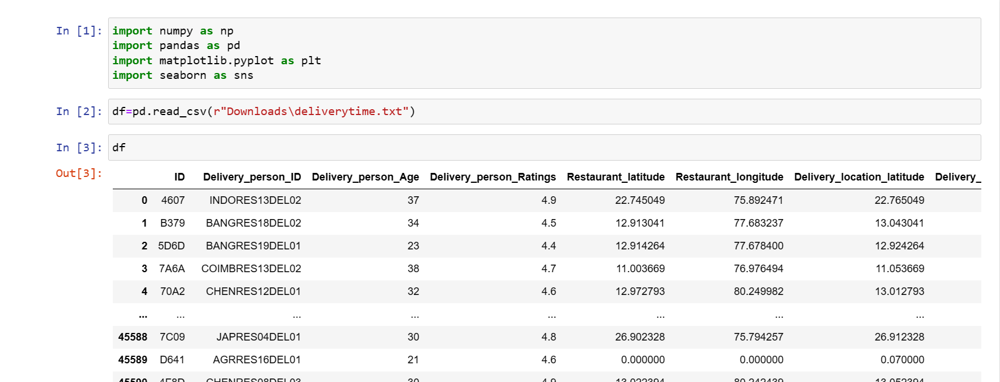 In [1]: import numpy as np
import pandas as pd
import matplotlib.pyplot as plt
import seaborn as sns
In [2]: df=pd.read_csv(r"Downloads\deliverytime.txt")
In [3]: df
Out[3]:
ID Delivery_person_ID Delivery_person_Age Delivery_person_Ratings Restaurant_latitude Restaurant_longitude Delivery_location_latitude Delivery_
0 4607 INDORES13DEL02 37 4.9 22.745049 75.892471 22.765049
1 B379 BANGRES18DEL02 34 4.5 12.913041 77.683237 13.043041
2 5D6D BANGRES19DEL01 23 4.4 12.914264 77.678400 12.924264
3 7A6A COIMBRES13DEL02 38 4.7 11.003669 76.976494 11.053669
4 70A2 CHENRES12DEL01 32 4.6 12.972793 80.249982 13.012793
... ... ... ... ... ... ... ...
45588 7C09 JAPRES04DEL01 30 4.8 26.902328 75.794257 26.912328
45589 D641 AGRRES16DEL01 21 4.6 0.000000 0.000000 0.070000
45590 4F8D CHENRES08DEL03 30 4.9 13.022394 80.242439 13.052394